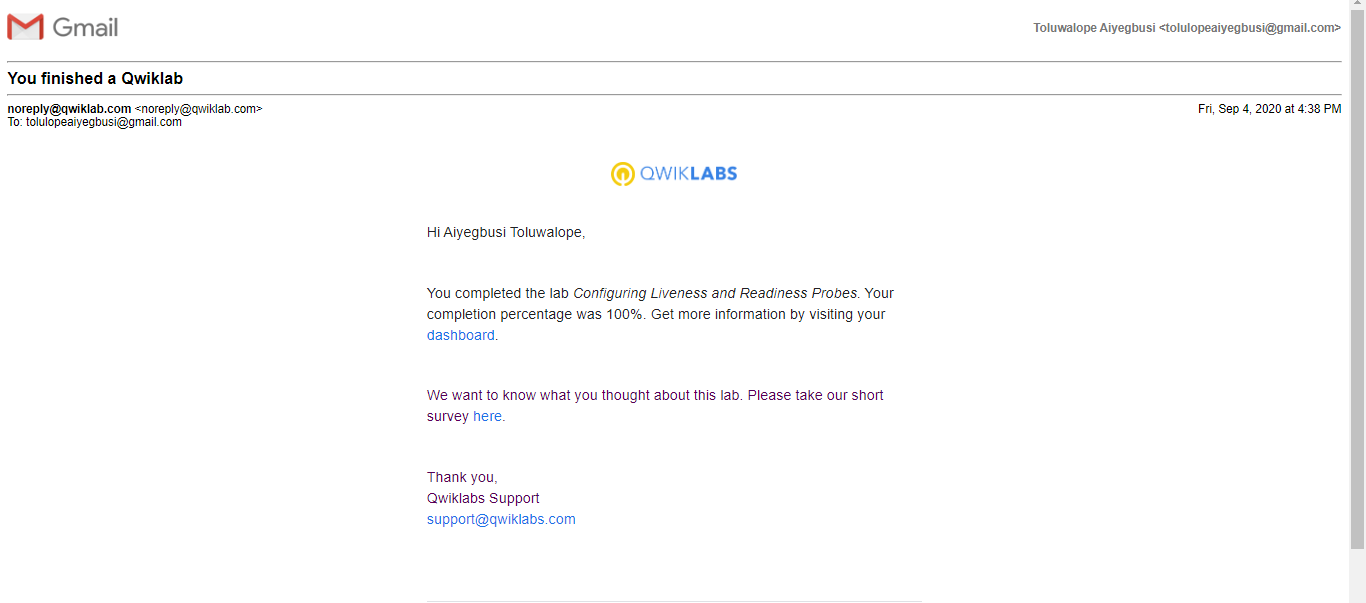 Gmail
Toluwalope Aiyegbusi <tolulopeaiyegbusi@gmail.com>
You finished a Qwiklab
noreply@qwiklab.com <noreply@qwiklab.com>
Fri, Sep 4, 2020 at 4:38 PM
To: tolulopeaiyegbusi@gmail.com
QWIKLABS
Hi Aiyegbusi Toluwalope,
You completed the lab Configuring Liveness and Readiness Probes. Your
completion percentage was 100%. Get more information by visiting your
dashboard.
We want to know what you thought about this lab. Please take our short
survey here.
Thank you,
Qwiklabs Support
support@qwiklabs.com